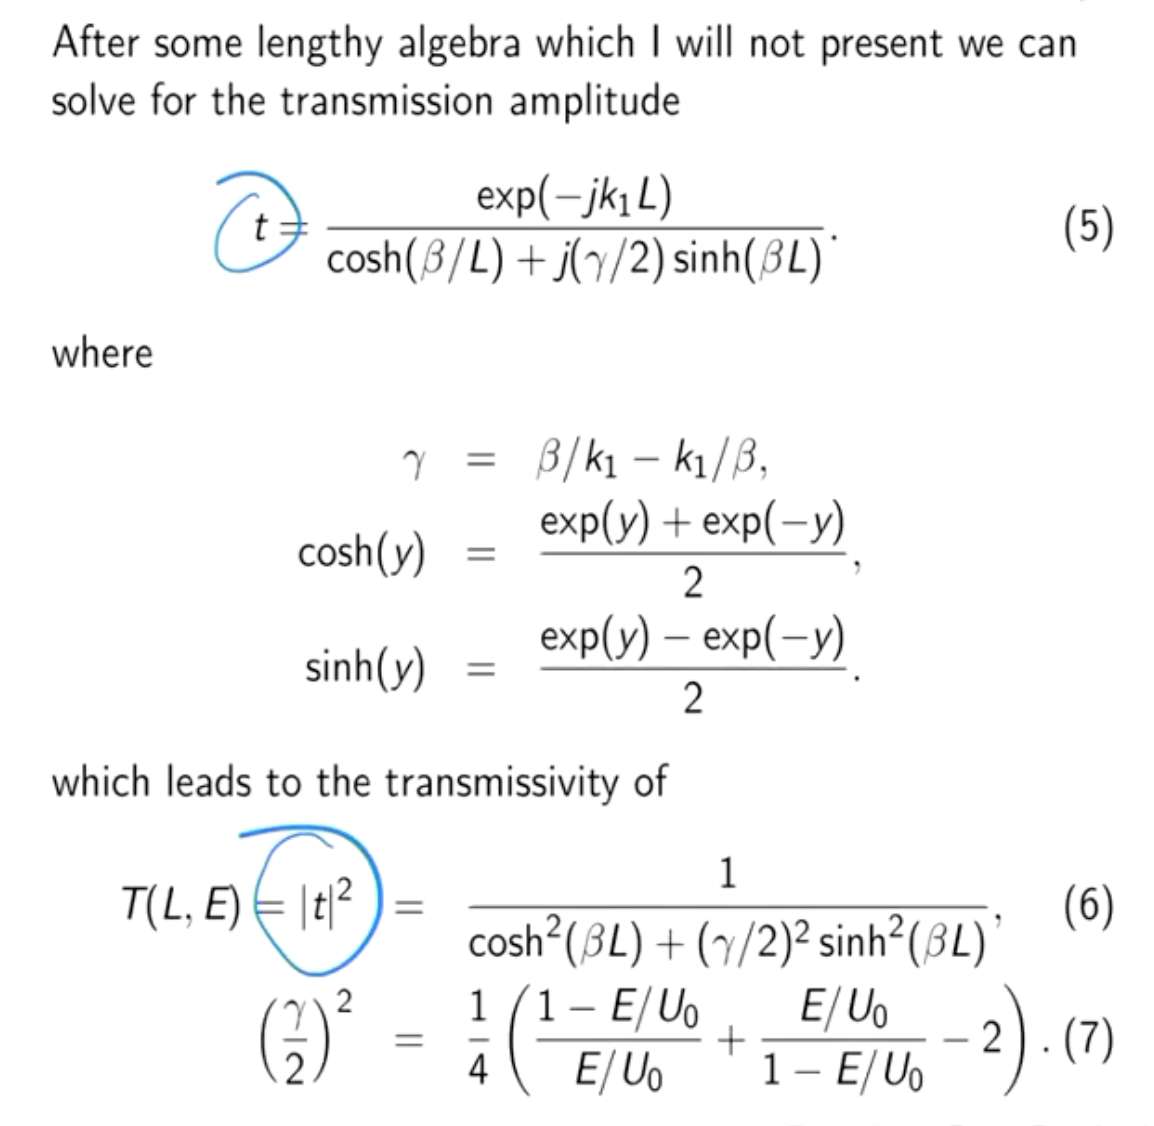 After some lengthy algebra which I will not present we can
solve for the transmission amplitude
t = exp(−jk₁L) / cosh(β/L) + j(γ/2) sinh(βL) . (5)
where
γ = β/k₁ − k₁/β,
cosh(y) = exp(y) + exp(−y) / 2 ,
sinh(y) = exp(y) − exp(−y) / 2 .
which leads to the transmissivity of
T(L, E) = |t|² = 1 / cosh²(βL) + (γ/2)² sinh²(βL) , (6)
(γ/2)² = 1/4 ( 1 − E/U₀ / E/U₀ + E/U₀ / 1 − E/U₀ − 2 ) . (7)